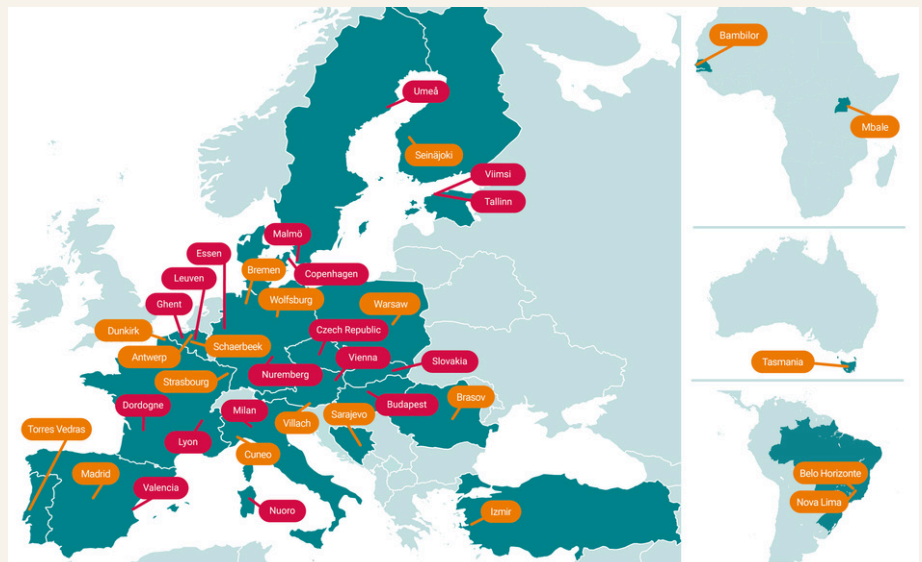 Umeå
Seinäjoki
Viimsi
Tallinn
Malmö
Essen
Bremen
Copenhagen
Leuven
Wolfsburg
Ghent
Warsaw
Dunkirk
Czech Republic
Schaerbeek
Antwerp
Vienna
Slovakia
Nuremberg
Strasbourg
Brasov
Dordogne
Milan
Budapest
Sarajevo
Villach
Torres Vedras
Lyon
Cuneo
Madrid
Valencia
Nuoro
Izmir
Bambilor
Mbale
Tasmania
Belo Horizonte
Nova Lima